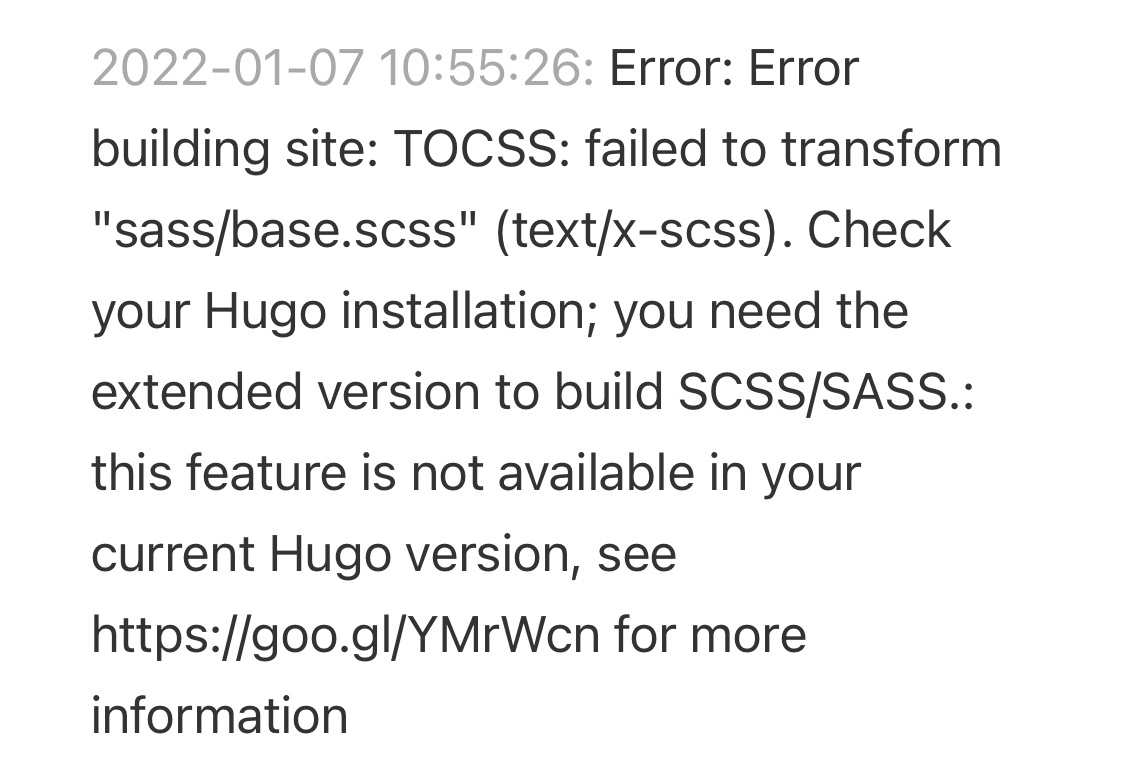 2022-01-07 10:55:26: Error: Error
building site: TOCSS: failed to transform
"sass/base.scss" (text/x-scss). Check
your Hugo installation; you need the
extended version to build SCSS/SASS.:
this feature is not available in your
current Hugo version, see
https://goo.gl/YMrWcn for more
information